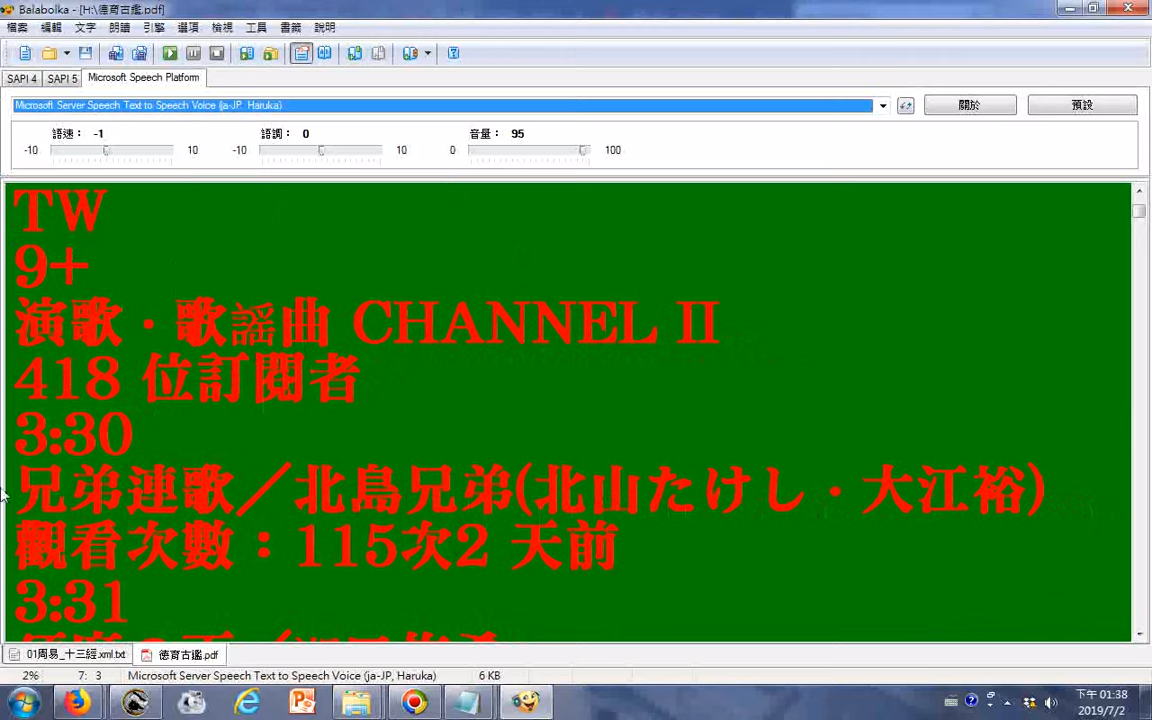 Balabolka - [H:\德育古鑑.pdf]
檔案 編輯 文字 朗讀 引擎 選項 檢視 工具 書籤 說明
SAPI 4 SAPI 5 Microsoft Speech Platform
Microsoft Server Speech Text to Speech Voice (ja-JP, Haruka)
關於 預設
語速： -1 語調： 0 音量： 95
-10 10 -10 10 0 100
TW
9+
演歌・歌謡曲 CHANNEL II
418 位訂閱者
3:30
兄弟連歌／北島兄弟(北山たけし・大江裕)
觀看次數：115次2 天前
3:31
01周易_十三經.xml.txt 德育古鑑.pdf
2% 7: 3 Microsoft Server Speech Text to Speech Voice (ja-JP, Haruka) 6 KB
下午 01:38
2019/7/2